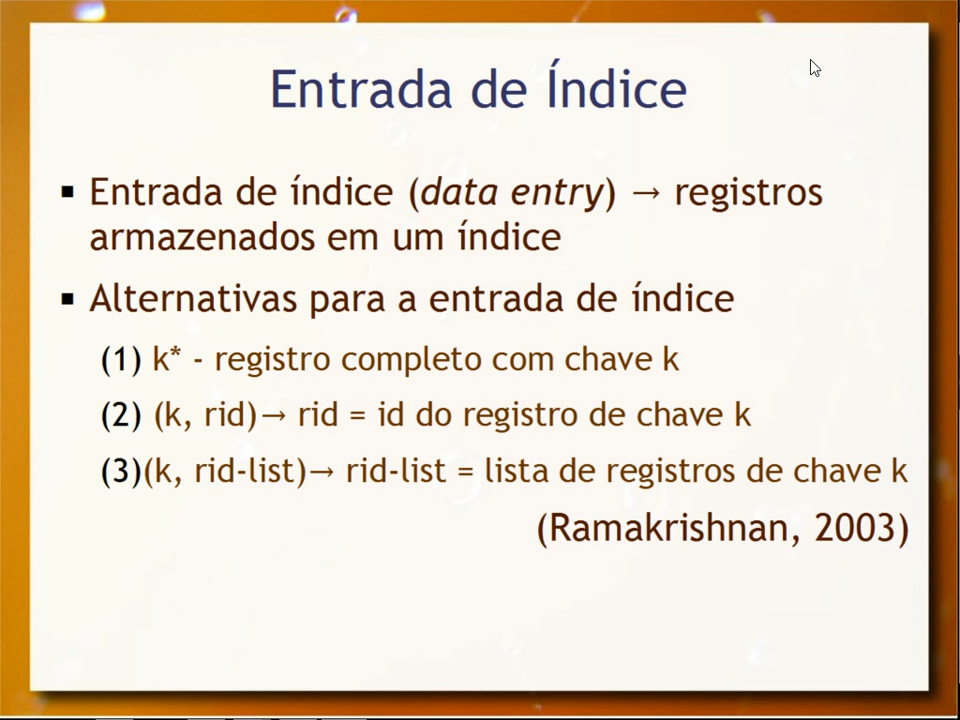 Entrada de Índice
▪ Entrada de índice (data entry) → registros
armazenados em um índice
▪ Alternativas para a entrada de índice
(1) k* - registro completo com chave k
(2) (k, rid)→ rid = id do registro de chave k
(3)(k, rid-list)→ rid-list = lista de registros de chave k
(Ramakrishnan, 2003)